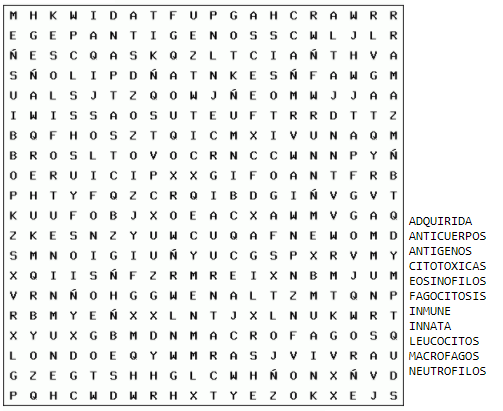 M H K W I D A T F U P G A H C R A W R R
E G E P A N T I G E N O S S C W L J L R
Ñ E S C Q A S K Q Z L T C I A Ñ T H V A
S Ñ O L I P D Ñ A T N K E S Ñ F A W G M
U A L S J T Z Q O W J Ñ E O M W J J A A
I W I S S A O S U T E U F T R R D T T Z
B Q F H O S Z T Q I C M X I V U N A Q M
B R O S L T O V O C R N C C W N N P Y Ñ
O E R U I C I P X X G I F O A N T F R B
P H T Y F Q Z C R Q I B D G I Ñ V G V T
K U U F O B J X O E A C X A W M V G A Q
Z K E S N Z Y U W C U Q A F N E W O M D
S M N O I G I U Ñ Y U C G S P X R V M Y
X Q I I S Ñ F Z R M R E I X N B M J U M
V R N Ñ O H G G W E N A L T Z M T Q N P
R B M Y E Ñ X X L N T J X L N U K W R T
X Y U X G B M D N M A C R O F A G O S Q
L O N D O E Q Y W M R A S J V I V R A U
G Z E G T S H H G L C W H Ñ O N X Ñ V D
P Q H C W D W R H X T Y E Z O K X E J S
ADQUIRIDA
ANTICUERPOS
ANTIGENOS
CITOTOXICAS
EOSINOFILOS
FAGOCITOSIS
INMUNE
INNATA
LEUCOCITOS
MACROFAGOS
NEUTROFILOS